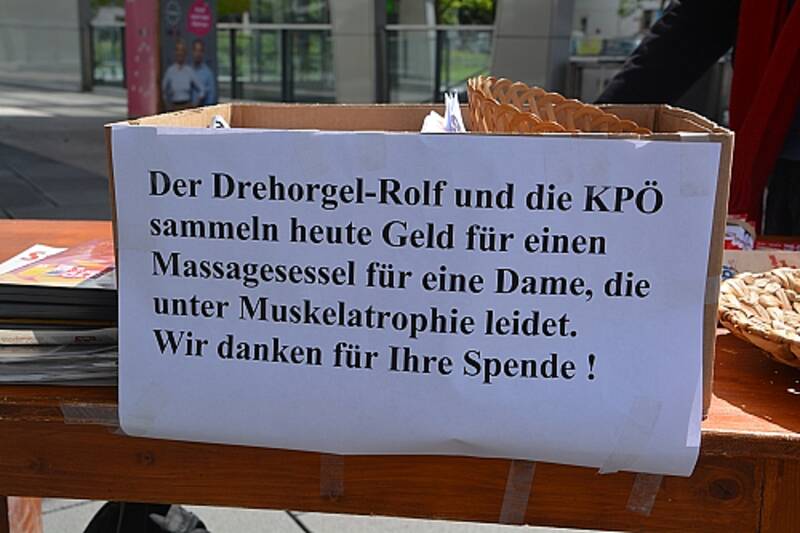 Der Drehorgel-Rolf und die KPÖ
sammeln heute Geld für einen
Massagesessel für eine Dame, die
unter Muskelatrophie leidet.
Wir danken für Ihre Spende !